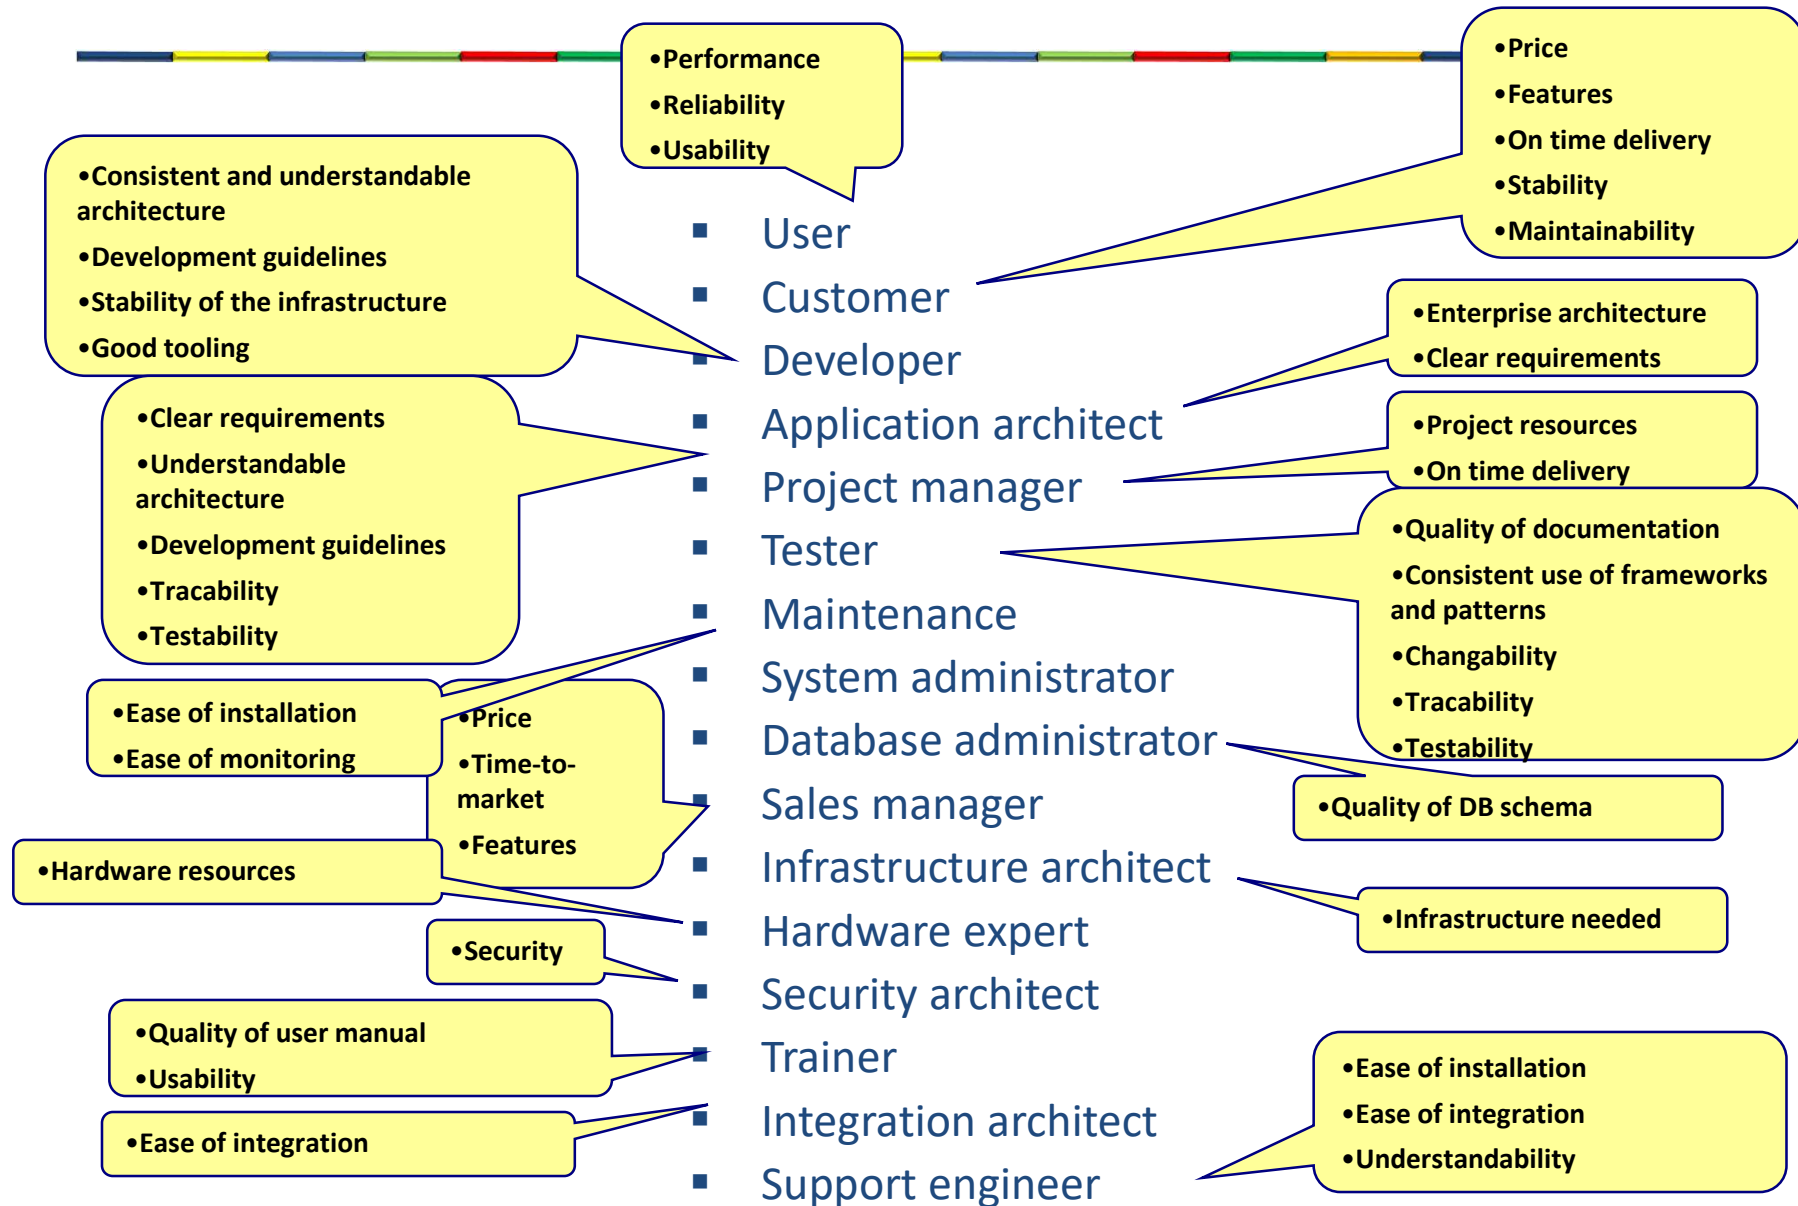 •Performance
•Reliability
•Usability
•Price
•Features
•On time delivery
•Stability
•Maintainability
•Consistent and understandable
architecture
•Development guidelines
•Stability of the infrastructure
•Good tooling
▪ User
▪ Customer
▪ Developer
▪ Application architect
▪ Project manager
▪ Tester
▪ Maintenance
▪ System administrator
▪ Database administrator
▪ Sales manager
▪ Infrastructure architect
▪ Hardware expert
▪ Security architect
▪ Trainer
▪ Integration architect
▪ Support engineer
•Enterprise architecture
•Clear requirements
•Project resources
•On time delivery
•Clear requirements
•Understandable
architecture
•Development guidelines
•Tracability
•Testability
•Quality of documentation
•Consistent use of frameworks
and patterns
•Changability
•Tracability
•Testability
•Ease of installation
•Ease of monitoring
•Price
•Time-to-
market
•Features
•Quality of DB schema
•Hardware resources
•Infrastructure needed
•Security
•Quality of user manual
•Usability
•Ease of integration
•Ease of installation
•Ease of integration
•Understandability